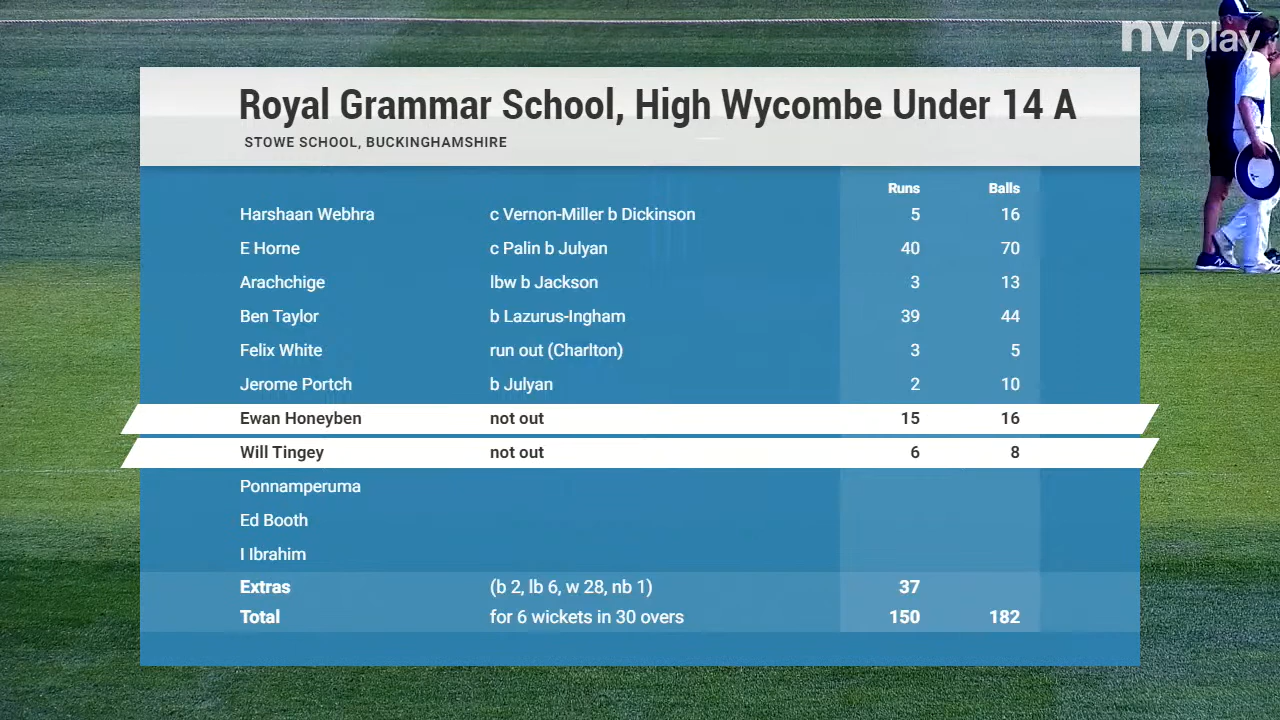 nvplay
Royal Grammar School, High Wycombe Under 14 A
STOWE SCHOOL, BUCKINGHAMSHIRE
Runs Balls
Harshaan Webhra c Vernon-Miller b Dickinson 5 16
E Horne c Palin b Julyan 40 70
Arachchige lbw b Jackson 3 13
Ben Taylor b Lazurus-Ingham 39 44
Felix White run out (Charlton) 3 5
Jerome Portch b Julyan 2 10
Ewan Honeyben not out 15 16
Will Tingey not out 6 8
Ponnamperuma
Ed Booth
I Ibrahim
Extras (b 2, lb 6, w 28, nb 1) 37
Total for 6 wickets in 30 overs 150 182